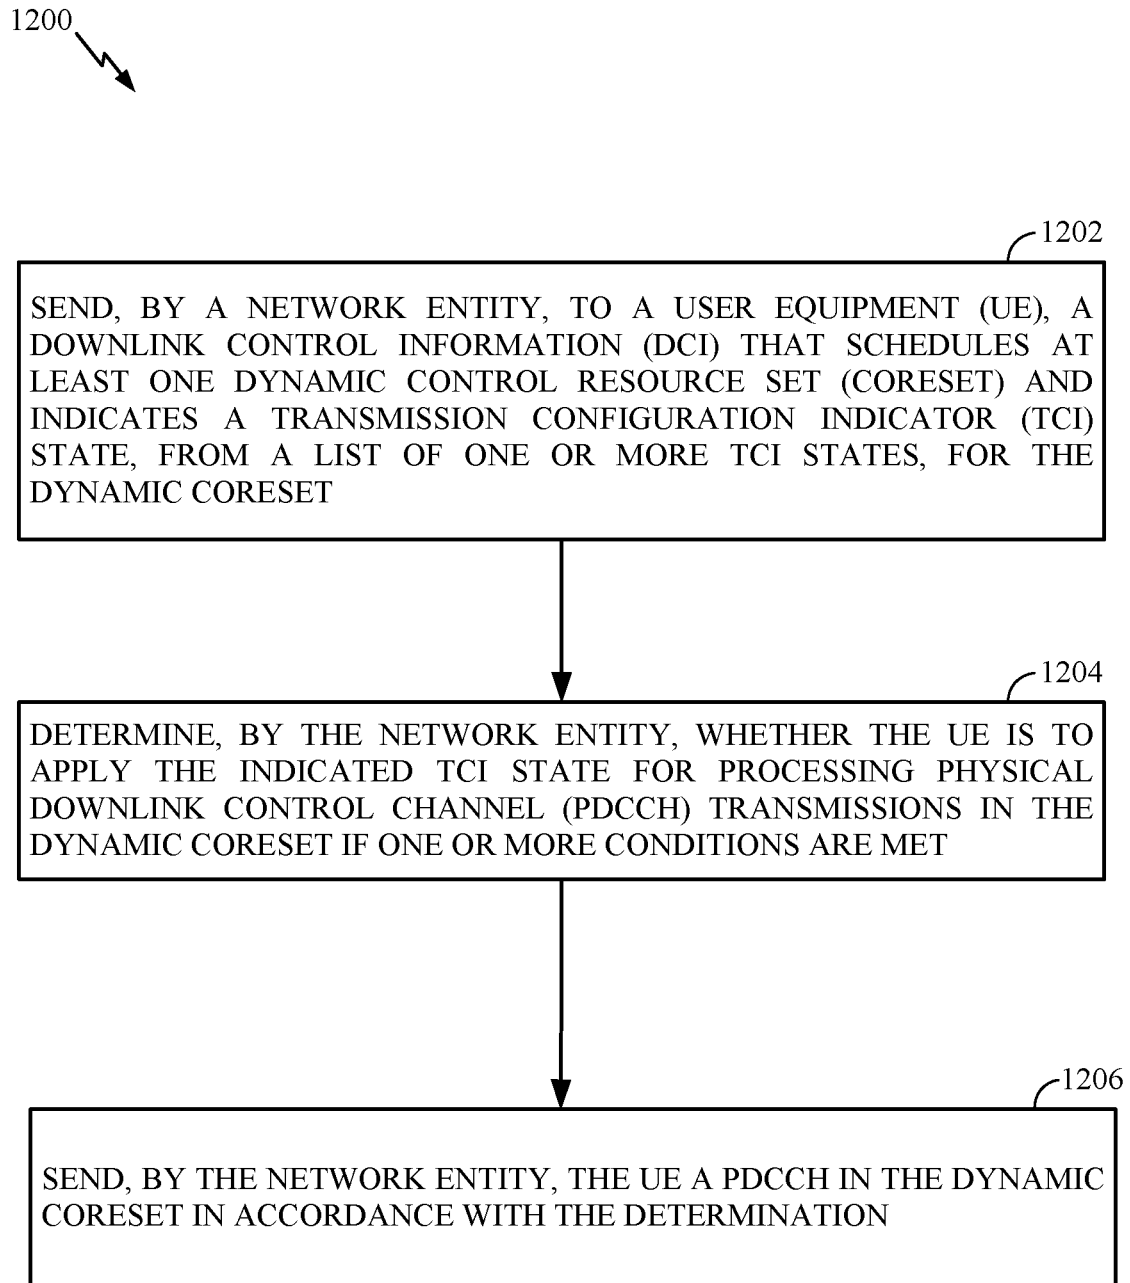 1200
1202
SEND, BY A NETWORK ENTITY, TO A USER EQUIPMENT (UE), A
DOWNLINK CONTROL INFORMATION (DCI) THAT SCHEDULES AT
LEAST ONE DYNAMIC CONTROL RESOURCE SET (CORESET) AND
INDICATES A TRANSMISSION CONFIGURATION INDICATOR (TCI)
STATE, FROM A LIST OF ONE OR MORE TCI STATES, FOR THE
DYNAMIC CORESET
1204
DETERMINE, BY THE NETWORK ENTITY, WHETHER THE UE IS TO
APPLY THE INDICATED TCI STATE FOR PROCESSING PHYSICAL
DOWNLINK CONTROL CHANNEL (PDCCH) TRANSMISSIONS IN THE
DYNAMIC CORESET IF ONE OR MORE CONDITIONS ARE MET
1206
SEND, BY THE NETWORK ENTITY, THE UE A PDCCH IN THE DYNAMIC
CORESET IN ACCORDANCE WITH THE DETERMINATION